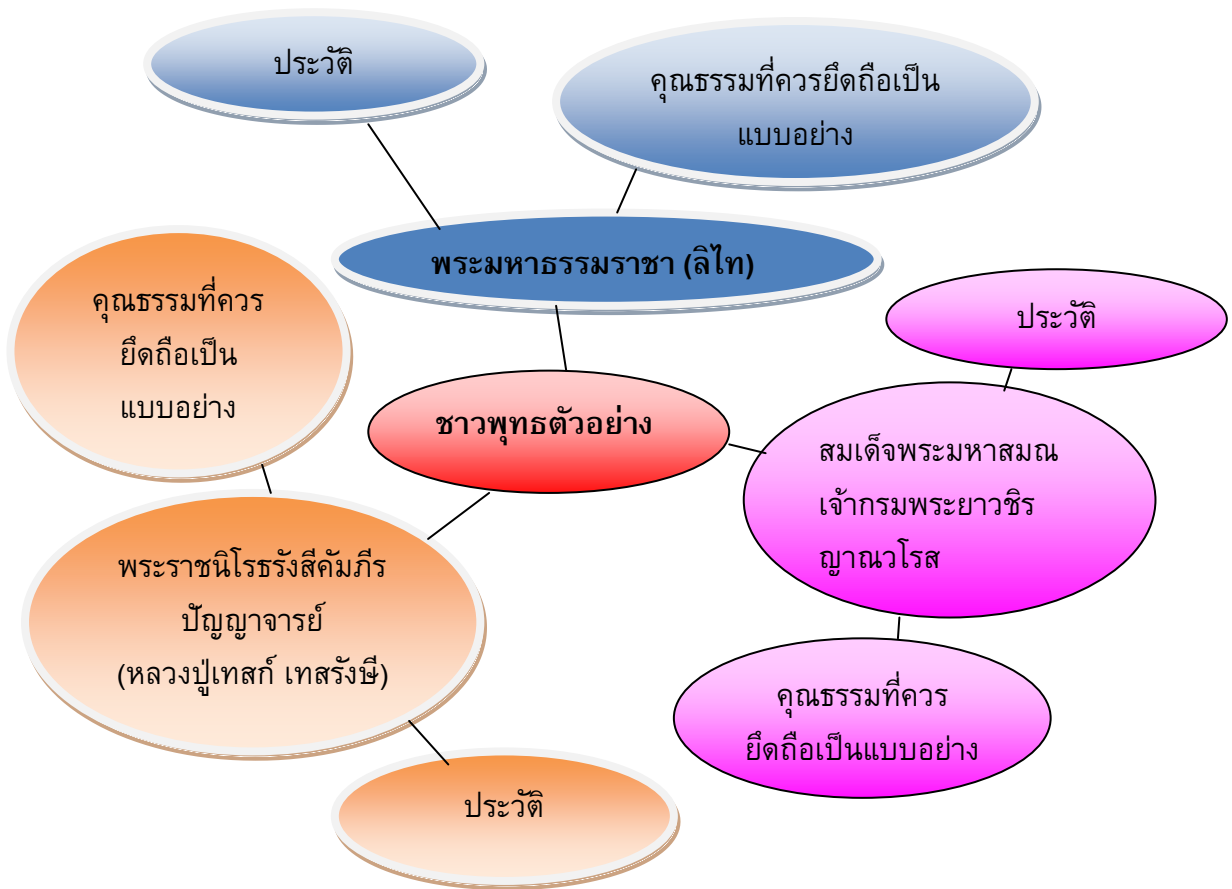 ประวัติ
คุณธรรมที่ควรยึดถือเป็น
แบบอย่าง
พระมหาธรรมราชา (ลิไท)
คุณธรรมที่ควร
ยึดถือเป็น
แบบอย่าง
ประวัติ
ชาวพุทธตัวอย่าง
สมเด็จพระมหาสมณ
เจ้ากรมพระยาวชิร
ญาณวโรส
พระราชนิโรธรังสีคัมภีร
ปัญญาจารย์
(หลวงปู่เทสก์ เทสรังษี)
คุณธรรมที่ควร
ยึดถือเป็นแบบอย่าง
ประวัติ